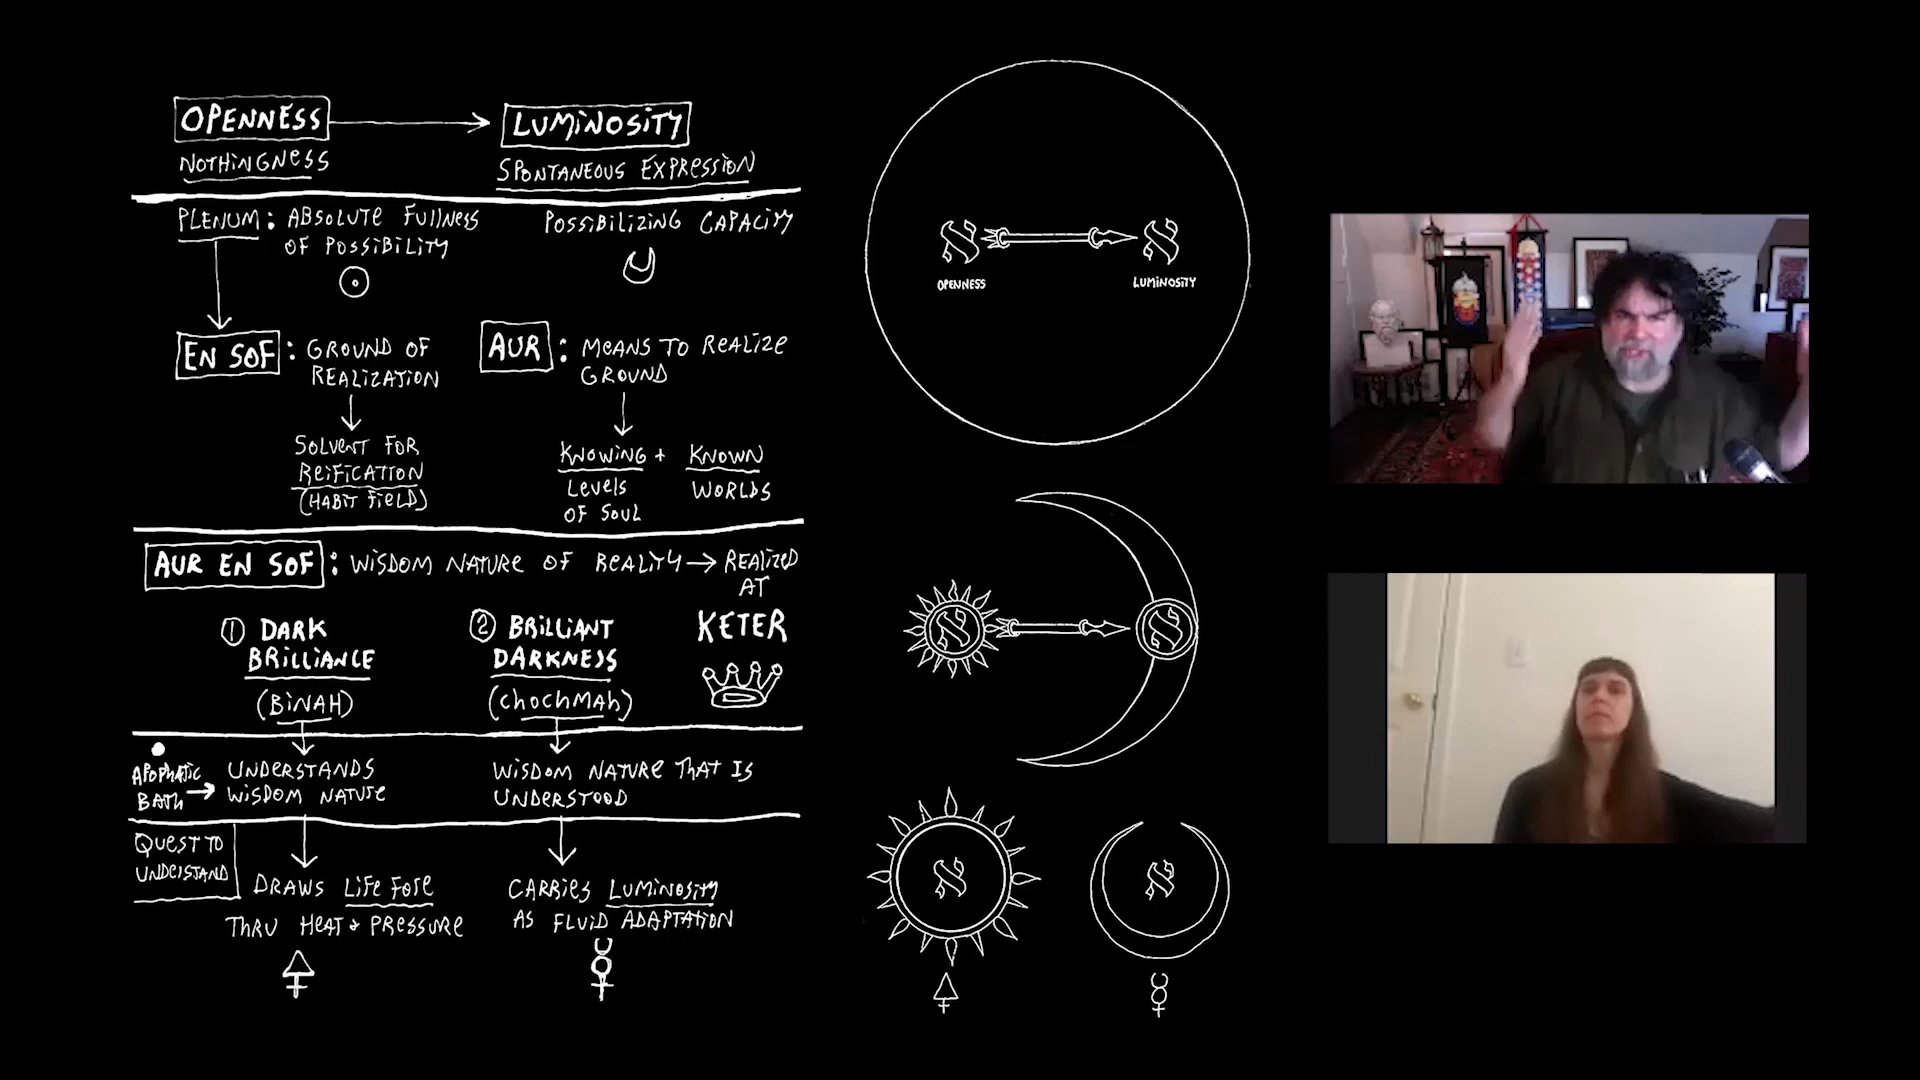 OPENNESS
LUMINOSITY
NOTHINGNESS
SPONTANEOUS EXPRESSION
PLENUM: ABSOLUTE FULLNESS
OF POSSIBILITY
POSSIBILIZING CAPACITY
EN SOF: GROUND OF
REALIZATION
AUR: MEANS TO REALIZE
GROUND
SOLVENT FOR
REIFICATION
(HABIT FIELD)
KNOWING + KNOWN
LEVELS
OF SOUL
WORLDS
AUR EN SOF: WISDOM NATURE OF REALITY → REALIZED
AT
KETER
① DARK
BRILLIANCE
(BINAH)
② BRILLIANT
DARKNESS
(CHOCHMAH)
APOPHATIC
BATH →
UNDERSTANDS
WISDOM NATURE
WISDOM NATURE THAT IS
UNDERSTOOD
QUEST TO
UNDERSTAND
DRAWS LIFE FORE
THRU HEAT & PRESSURE
CARRIES LUMINOSITY
AS FLUID ADAPTATION
א א
OPENNESS
LUMINOSITY
א א
א א